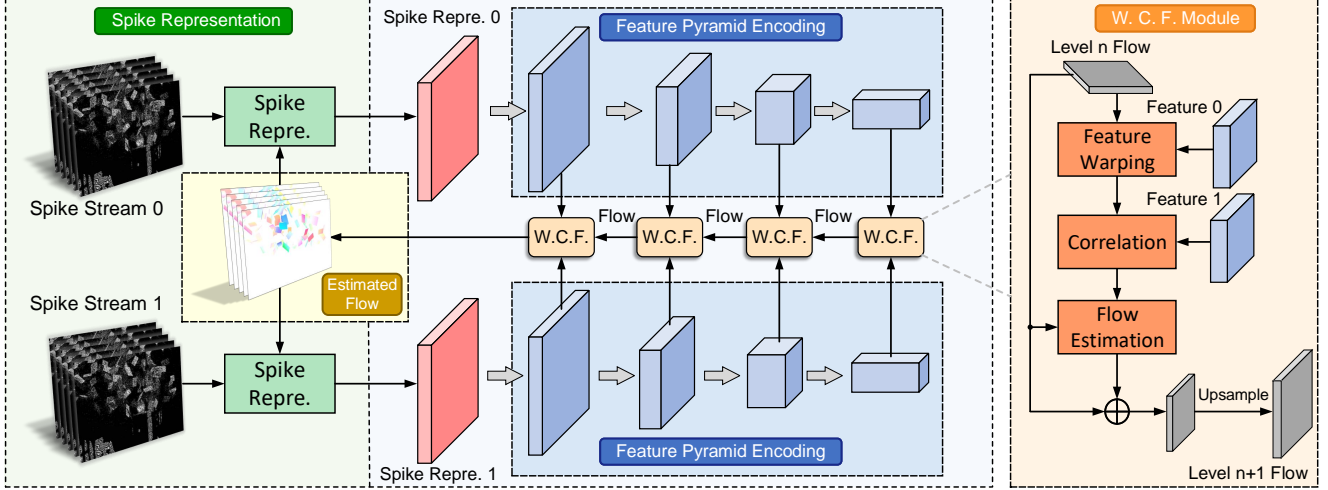 Spike Representation
Spike Repre. 0
Feature Pyramid Encoding
W. C. F. Module
Level n Flow
Spike
Repre.
Feature 0
Feature
Warping
Spike Stream 0
Feature 1
Flow
Flow
Flow
W.C.F.
W.C.F.
W.C.F.
W.C.F.
Correlation
Estimated
Flow
Spike Stream 1
Flow
Estimation
Spike
Repre.
Upsample
Feature Pyramid Encoding
Spike Repre. 1
Level n+1 Flow